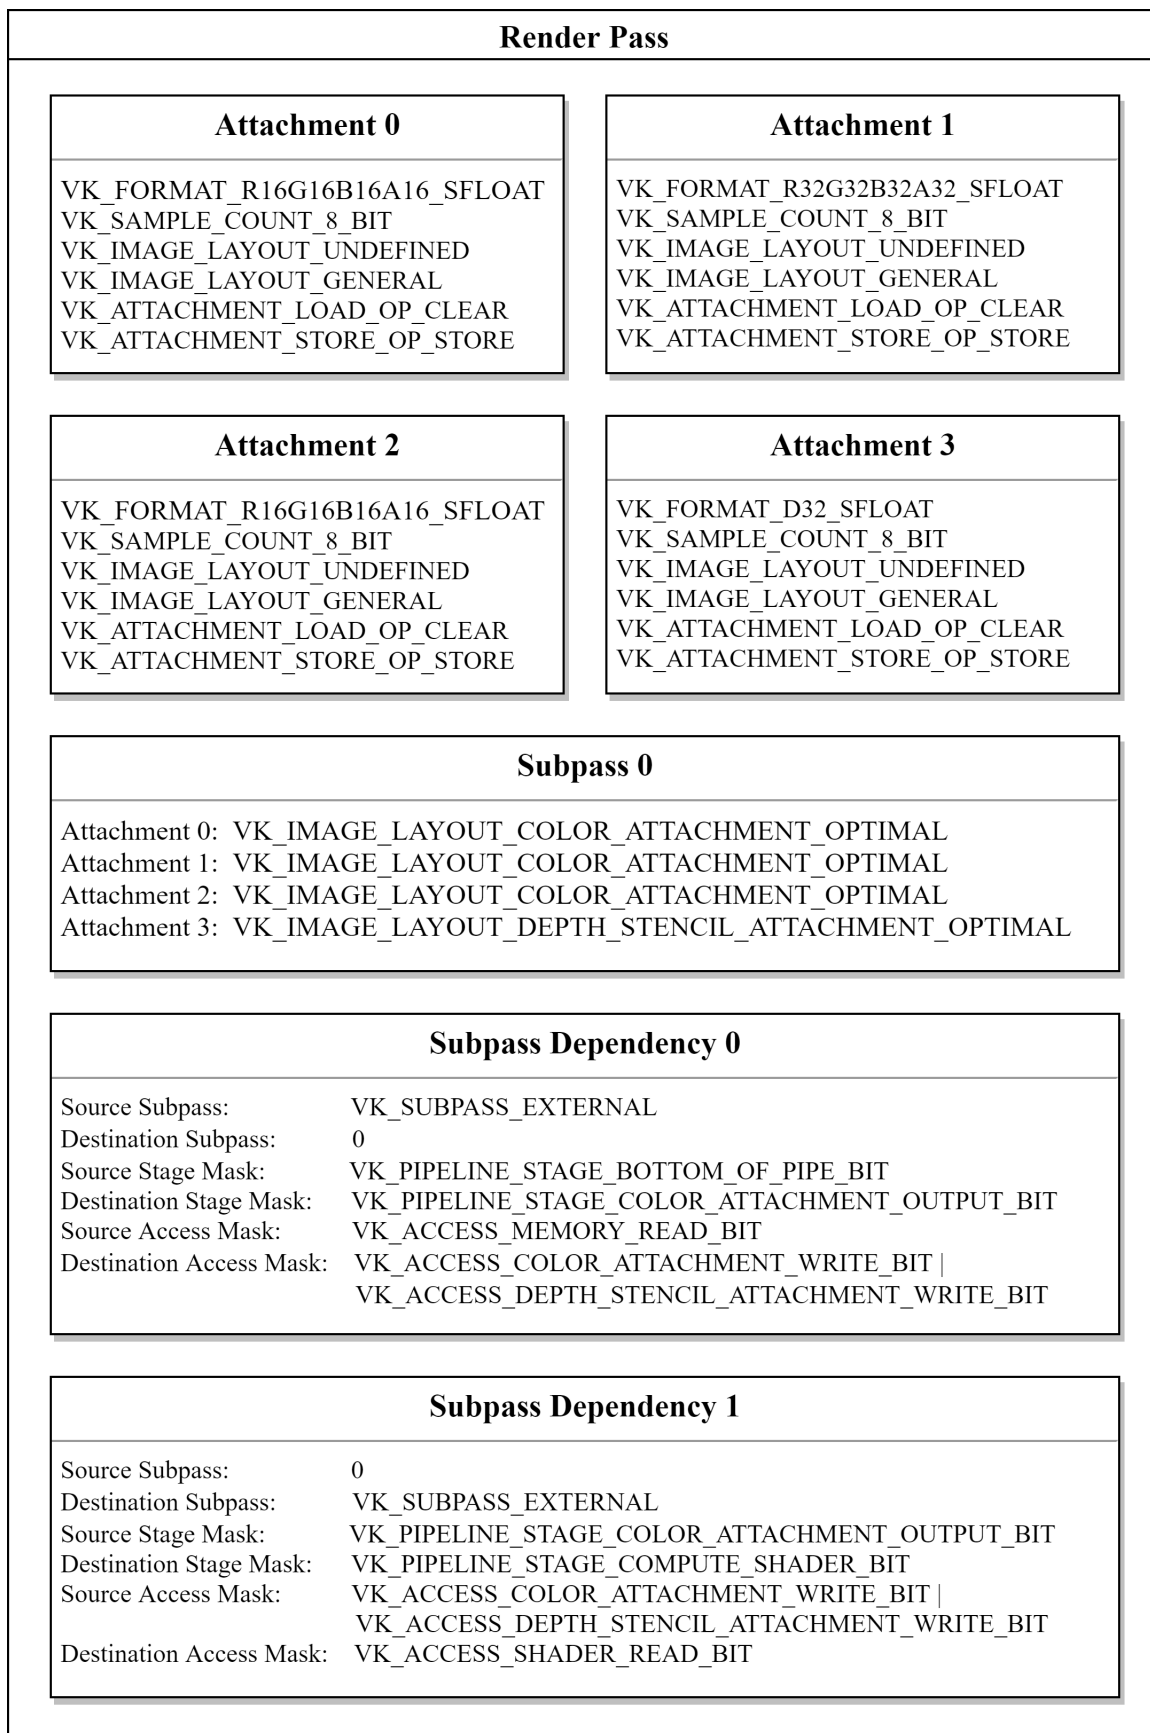 Render Pass
Attachment 0
VK_FORMAT_R16G16B16A16_SFLOAT
VK_SAMPLE_COUNT_8_BIT
VK_IMAGE_LAYOUT_UNDEFINED
VK_IMAGE_LAYOUT_GENERAL
VK_ATTACHMENT_LOAD_OP_CLEAR
VK_ATTACHMENT_STORE_OP_STORE
Attachment 1
VK_FORMAT_R32G32B32A32_SFLOAT
VK_SAMPLE_COUNT_8_BIT
VK_IMAGE_LAYOUT_UNDEFINED
VK_IMAGE_LAYOUT_GENERAL
VK_ATTACHMENT_LOAD_OP_CLEAR
VK_ATTACHMENT_STORE_OP_STORE
Attachment 2
VK_FORMAT_R16G16B16A16_SFLOAT
VK_SAMPLE_COUNT_8_BIT
VK_IMAGE_LAYOUT_UNDEFINED
VK_IMAGE_LAYOUT_GENERAL
VK_ATTACHMENT_LOAD_OP_CLEAR
VK_ATTACHMENT_STORE_OP_STORE
Attachment 3
VK_FORMAT_D32_SFLOAT
VK_SAMPLE_COUNT_8_BIT
VK_IMAGE_LAYOUT_UNDEFINED
VK_IMAGE_LAYOUT_GENERAL
VK_ATTACHMENT_LOAD_OP_CLEAR
VK_ATTACHMENT_STORE_OP_STORE
Subpass 0
Attachment 0: VK_IMAGE_LAYOUT_COLOR_ATTACHMENT_OPTIMAL
Attachment 1: VK_IMAGE_LAYOUT_COLOR_ATTACHMENT_OPTIMAL
Attachment 2: VK_IMAGE_LAYOUT_COLOR_ATTACHMENT_OPTIMAL
Attachment 3: VK_IMAGE_LAYOUT_DEPTH_STENCIL_ATTACHMENT_OPTIMAL
Subpass Dependency 0
Source Subpass: VK_SUBPASS_EXTERNAL
Destination Subpass: 0
Source Stage Mask: VK_PIPELINE_STAGE_BOTTOM_OF_PIPE_BIT
Destination Stage Mask: VK_PIPELINE_STAGE_COLOR_ATTACHMENT_OUTPUT_BIT
Source Access Mask: VK_ACCESS_MEMORY_READ_BIT
Destination Access Mask: VK_ACCESS_COLOR_ATTACHMENT_WRITE_BIT |
VK_ACCESS_DEPTH_STENCIL_ATTACHMENT_WRITE_BIT
Subpass Dependency 1
Source Subpass: 0
Destination Subpass: VK_SUBPASS_EXTERNAL
Source Stage Mask: VK_PIPELINE_STAGE_COLOR_ATTACHMENT_OUTPUT_BIT
Destination Stage Mask: VK_PIPELINE_STAGE_COMPUTE_SHADER_BIT
Source Access Mask: VK_ACCESS_COLOR_ATTACHMENT_WRITE_BIT |
VK_ACCESS_DEPTH_STENCIL_ATTACHMENT_WRITE_BIT
Destination Access Mask: VK_ACCESS_SHADER_READ_BIT